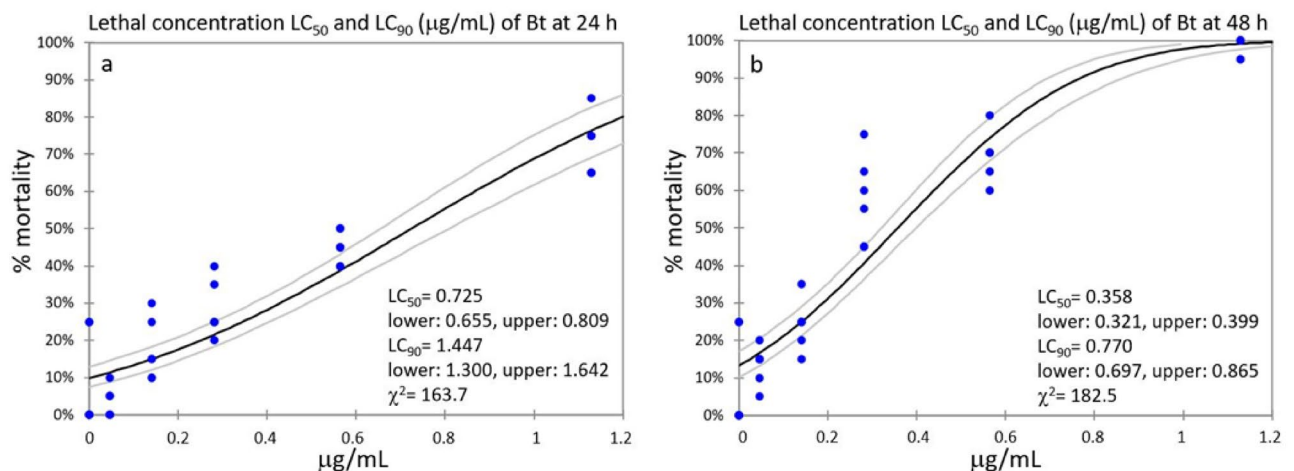 Lethal concentration LC₅₀ and LC₉₀ (μg/mL) of Bt at 24 h
a
% mortality
100%
90%
80%
70%
60%
50%
40%
30%
20%
10%
0%
LC₅₀= 0.725
lower: 0.655, upper: 0.809
LC₉₀= 1.447
lower: 1.300, upper: 1.642
χ²= 163.7
0 0.2 0.4 0.6 0.8 1 1.2
μg/mL
Lethal concentration LC₅₀ and LC₉₀ (μg/mL) of Bt at 48 h
b
% mortality
100%
90%
80%
70%
60%
50%
40%
30%
20%
10%
0%
LC₅₀= 0.358
lower: 0.321, upper: 0.399
LC₉₀= 0.770
lower: 0.697, upper: 0.865
χ²= 182.5
0 0.2 0.4 0.6 0.8 1 1.2
μg/mL